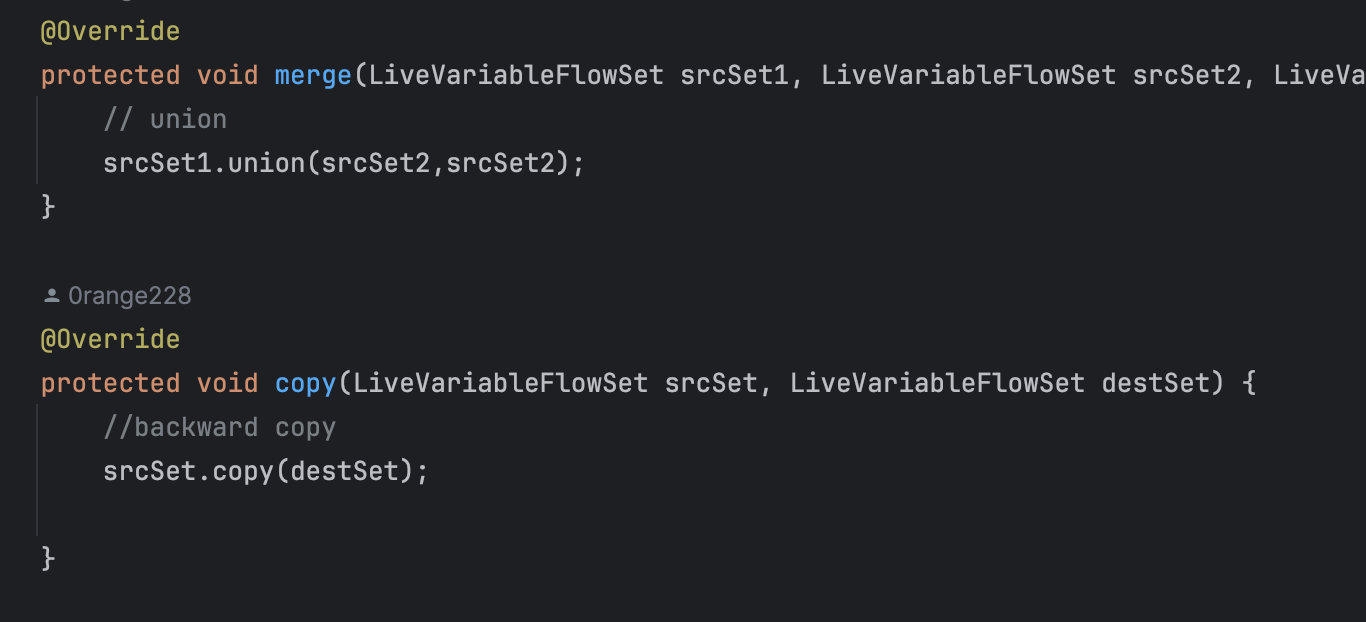 @Override
protected void merge(LiveVariableFlowSet srcSet1, LiveVariableFlowSet srcSet2, LiveVa
// union
srcSet1.union(srcSet2,srcSet2);
}
0range228
@Override
protected void copy(LiveVariableFlowSet srcSet, LiveVariableFlowSet destSet) {
//backward copy
srcSet.copy(destSet);
}